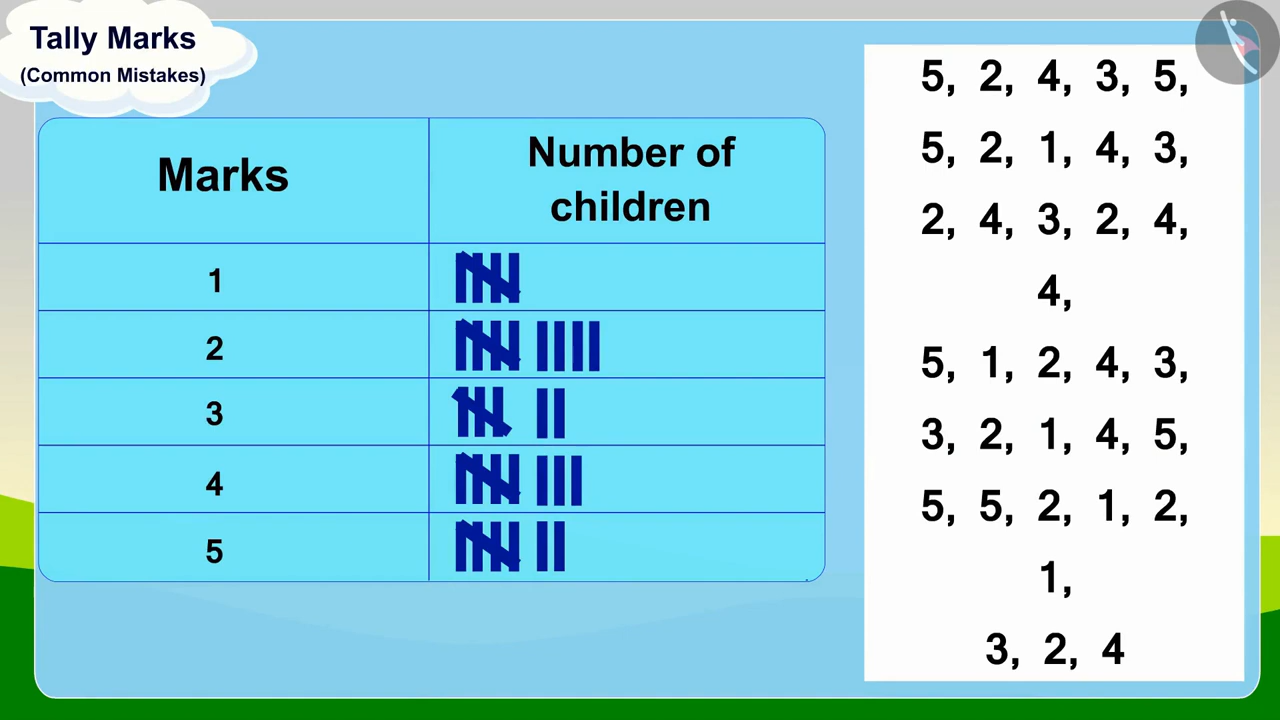 Tally Marks
(Common Mistakes)
Marks
Number of
children
1
2
3
4
5
5, 2, 4, 3, 5,
5, 2, 1, 4, 3,
2, 4, 3, 2, 4,
4,
5, 1, 2, 4, 3,
3, 2, 1, 4, 5,
5, 5, 2, 1, 2,
1,
3, 2, 4